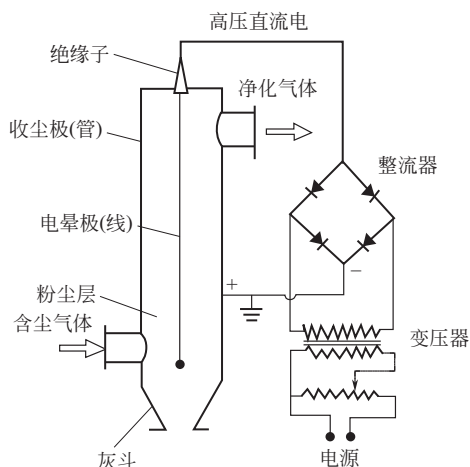 高压直流电
绝缘子
净化气体
收尘极(管)
整流器
电晕极(线)
+
−
粉尘层
含尘气体
变压器
灰斗
电源